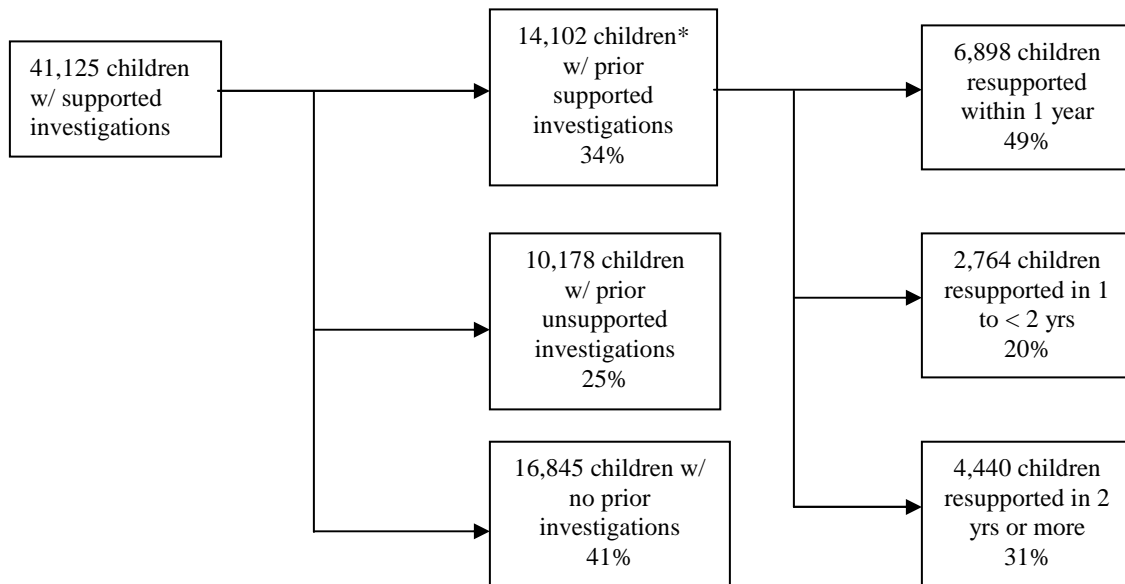 41,125 children
w/ supported
investigations
14,102 children*
w/ prior
supported
investigations
34%
10,178 children
w/ prior
unsupported
investigations
25%
16,845 children w/
no prior
investigations
41%
6,898 children
resupported
within 1 year
49%
2,764 children
resupported in 1
to < 2 yrs
20%
4,440 children
resupported in 2
yrs or more
31%